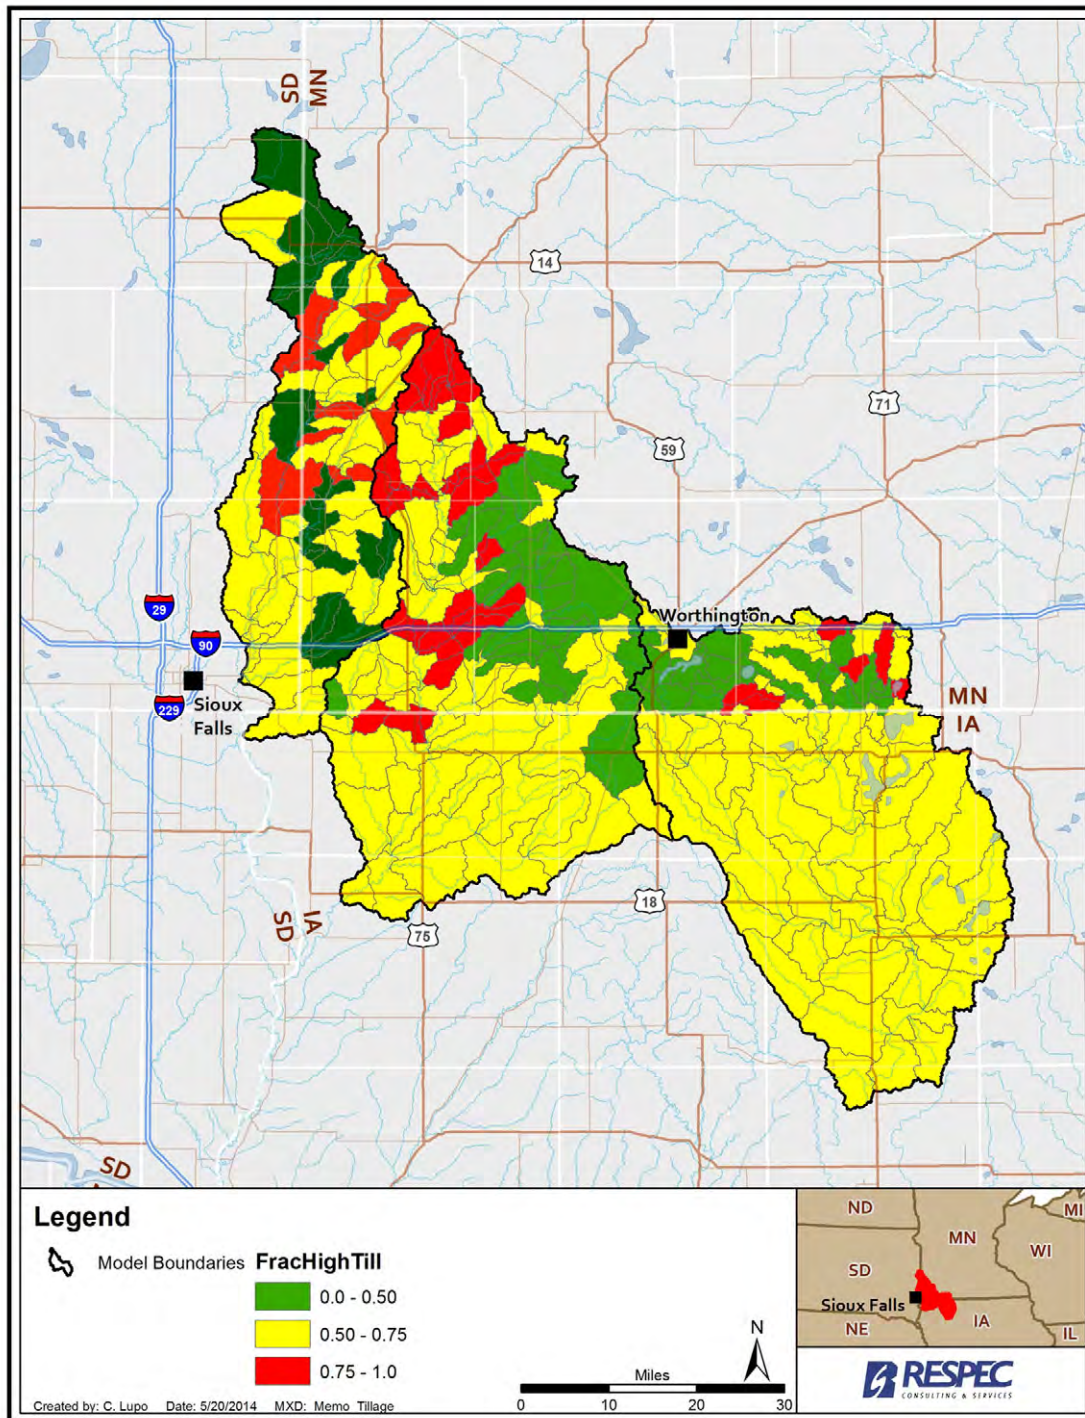 SD
MN
14
71
59
29
90
229
Worthington
Sioux
Falls
MN
IA
IA
SD
18
75
SD
Legend
Model Boundaries
FracHighTill
0.0 - 0.50
0.50 - 0.75
0.75 - 1.0
Created by: C. Lupo Date: 5/20/2014 MXD: Memo_Tillage
N
Miles
0 10 20 30
ND
MN
MI
WI
SD
Sioux Falls
NE
IA
IL
RESPEC
CONSULTING & SERVICES